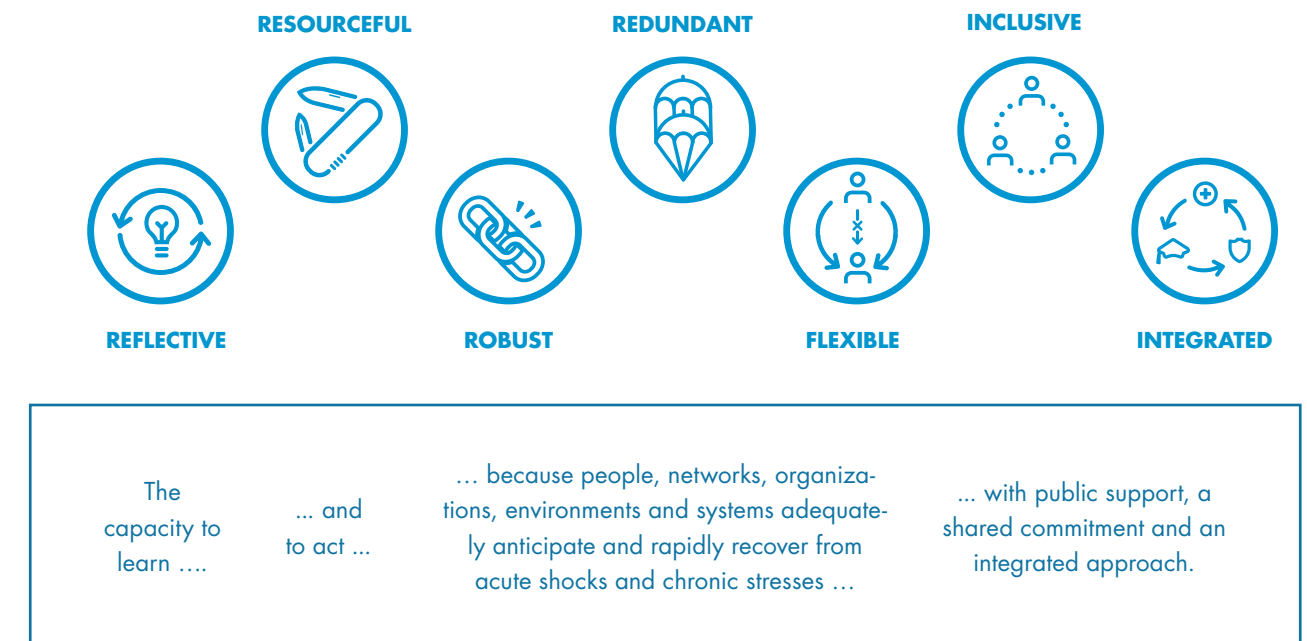 RESOURCEFUL
REDUNDANT
INCLUSIVE
REFLECTIVE
ROBUST
FLEXIBLE
INTEGRATED
The
capacity to
learn ….
... and
to act ...
… because people, networks, organiza-
tions, environments and systems adequate-
ly anticipate and rapidly recover from
acute shocks and chronic stresses …
... with public support, a
shared commitment and an
integrated approach.